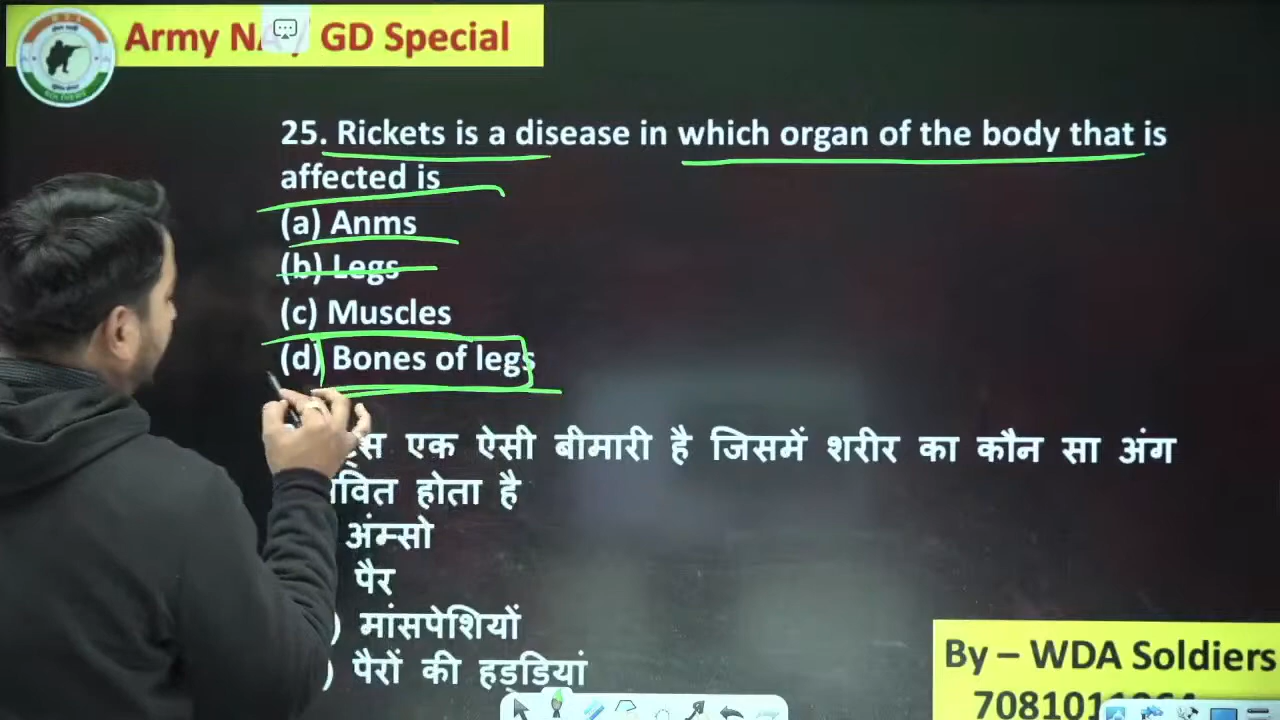 Army GD Special
25. Rickets is a disease in which organ of the body that is
affected is
(a) Anms
(b) Legs
(c) Muscles
(d) Bones of legs
एक ऐसी बीमारी है जिसमें शरीर का कौन सा अंग
होता है
अंम्सो
पैर
) मांसपेशियों
) पैरों की हड्डियां
By – WDA Soldiers